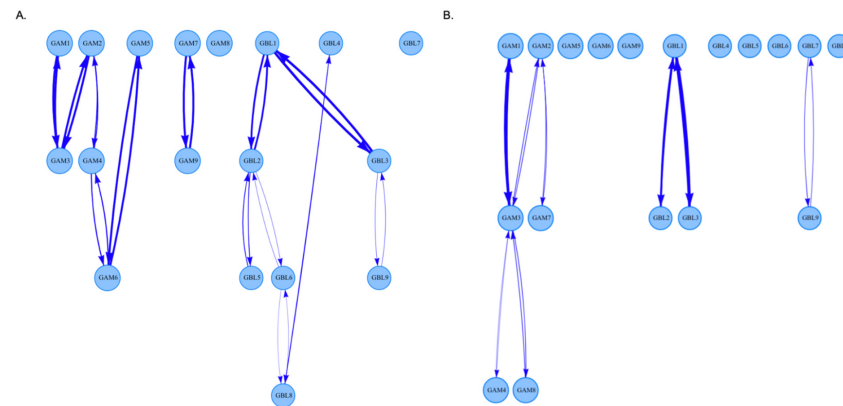 A.
GAM1 GAM2 GAM5 GAM7 GAM8 GBL1 GBL4 GBL7
GAM3 GAM4 GAM9 GBL2 GBL3
GAM6 GBL5 GBL6 GBL9
GBL8
B.
GAM1 GAM2 GAM5 GAM6 GAM9 GBL1 GBL4 GBL5 GBL6 GBL7 GBL
GAM3 GAM7 GBL2 GBL3 GBL9
GAM4 GAM8